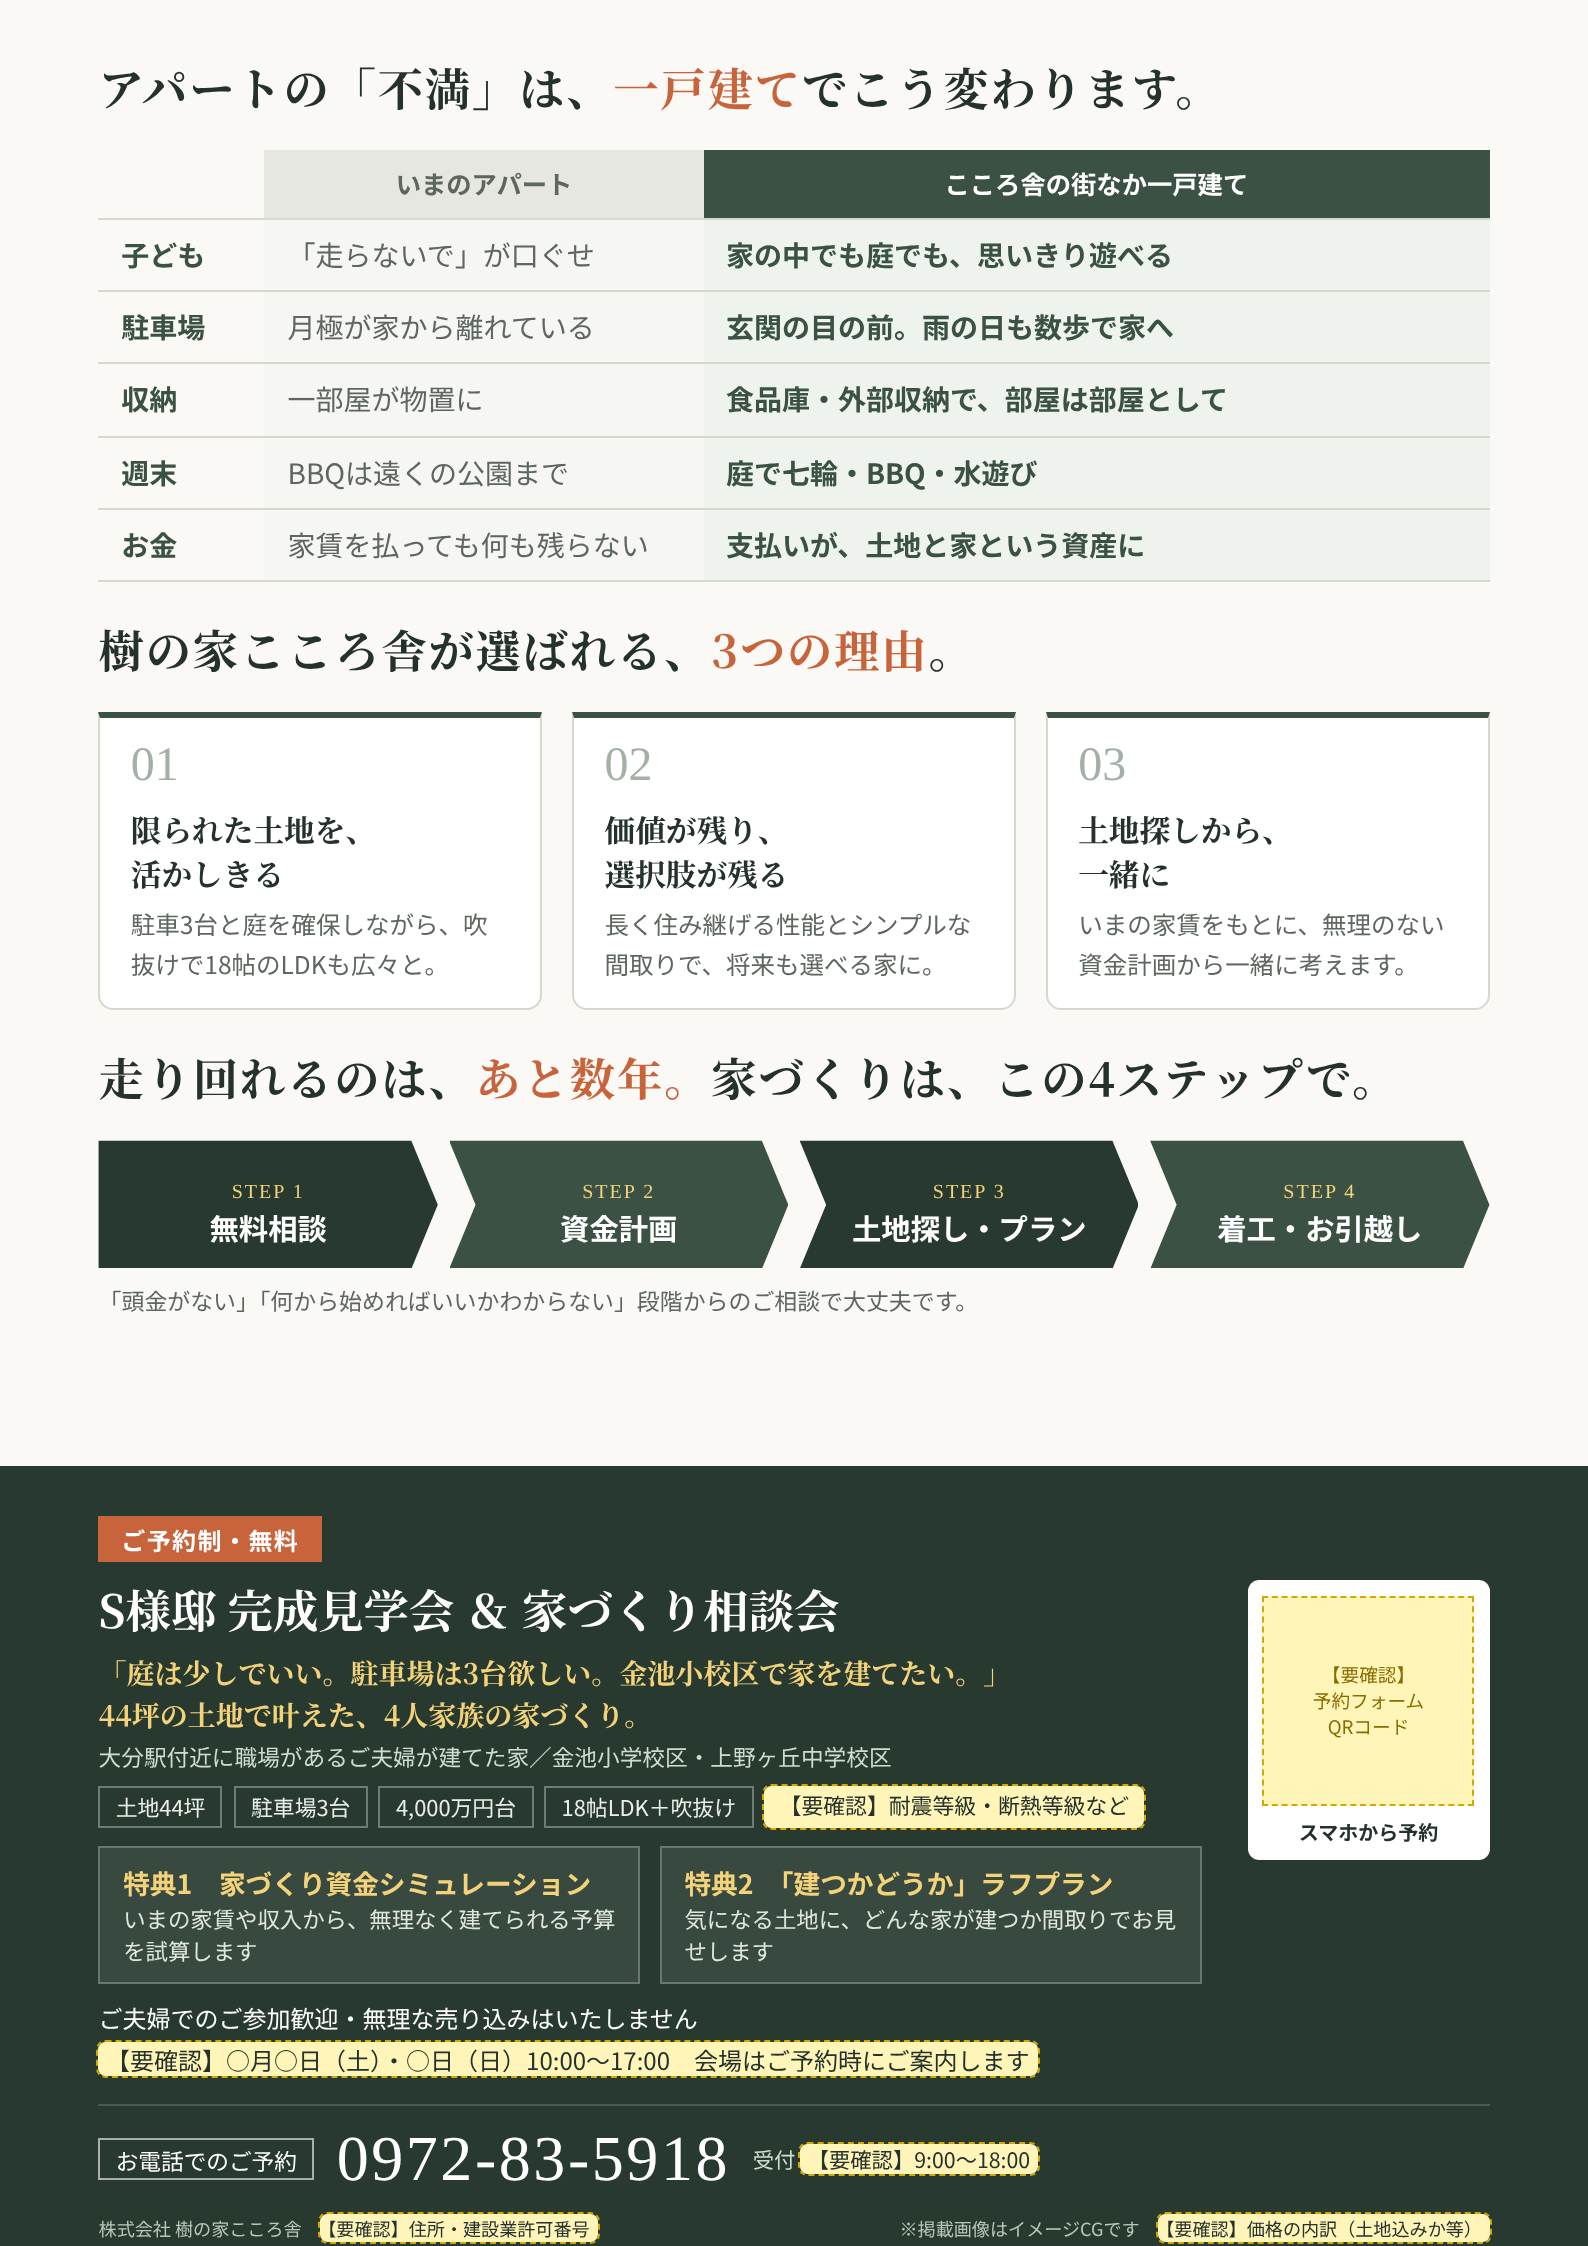 アパートの「不満」は、一戸建てでこう変わります。
いまのアパート
こころ舎の街なか一戸建て
子ども
「走らないで」が口ぐせ
家の中でも庭でも、思いきり遊べる
駐車場
月極が家から離れている
玄関の目の前。雨の日も数歩で家へ
収納
一部屋が物置に
食品庫・外部収納で、部屋は部屋として
週末
BBQは遠くの公園まで
庭で七輪・BBQ・水遊び
お金
家賃を払っても何も残らない
支払いが、土地と家という資産に
樹の家こころ舎が選ばれる、3つの理由。
01
限られた土地を、
活かしきる
駐車3台と庭を確保しながら、吹
抜けで18帖のLDKも広々と。
02
価値が残り、
選択肢が残る
長く住み継げる性能とシンプルな
間取りで、将来も選べる家に。
03
土地探しから、
一緒に
いまの家賃をもとに、無理のない
資金計画から一緒に考えます。
走り回れるのは、あと数年。家づくりは、この4ステップで。
STEP 1
無料相談
STEP 2
資金計画
STEP 3
土地探し・プラン
STEP 4
着工・お引越し
「頭金がない」「何から始めればいいかわからない」段階からのご相談で大丈夫です。
ご予約制・無料
S様邸 完成見学会 & 家づくり相談会
「庭は少しでいい。駐車場は3台欲しい。金池小校区で家を建てたい。」
44坪の土地で叶えた、4人家族の家づくり。
大分駅付近に職場があるご夫婦が建てた家／金池小学校区・上野ヶ丘中学校区
土地44坪
駐車場3台
4,000万円台
18帖LDK＋吹抜け
【要確認】耐震等級・断熱等級など
【要確認】
予約フォーム
QRコード
スマホから予約
特典1　家づくり資金シミュレーション
いまの家賃や収入から、無理なく建てられる予算
を試算します
特典2　「建つかどうか」ラフプラン
気になる土地に、どんな家が建つか間取りでお見
せします
ご夫婦でのご参加歓迎・無理な売り込みはいたしません
【要確認】〇月〇日（土）・〇日（日）10:00〜17:00　会場はご予約時にご案内します
お電話でのご予約
0972-83-5918
受付【要確認】9:00〜18:00
株式会社 樹の家こころ舎　【要確認】住所・建設業許可番号
※掲載画像はイメージCGです　【要確認】価格の内訳（土地込みか等）